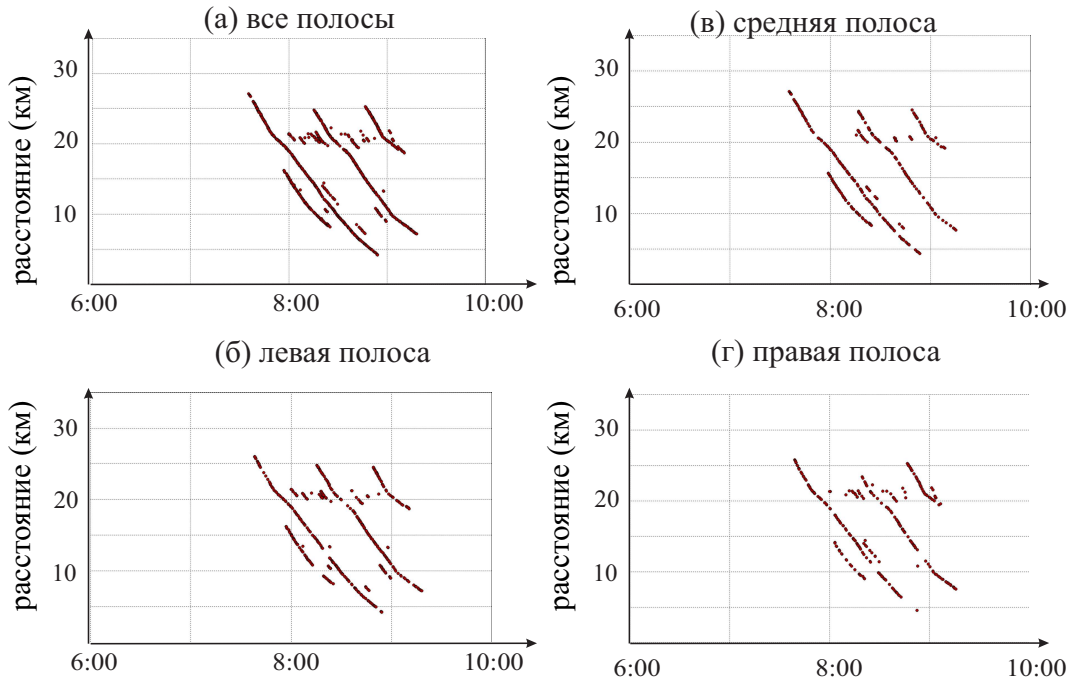 (а) все полосы
расстояние (км)
30
20
10
6:00 8:00 10:00
(в) средняя полоса
расстояние (км)
30
20
10
6:00 8:00 10:00
(б) левая полоса
расстояние (км)
30
20
10
6:00 8:00 10:00
(г) правая полоса
расстояние (км)
30
20
10
6:00 8:00 10:00